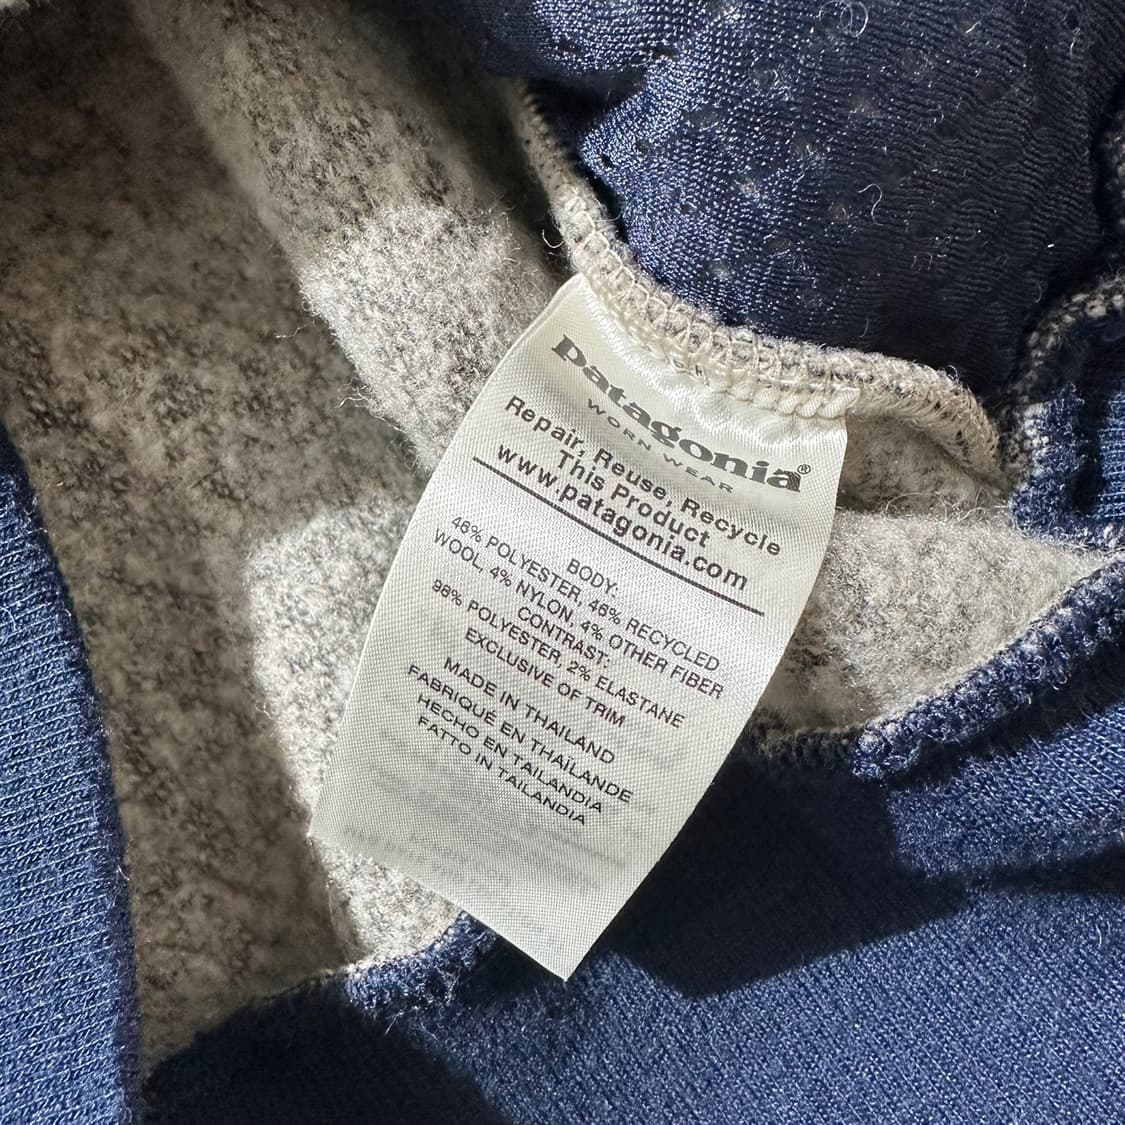 patagonia®
WORN WEAR
Repair, Reuse, Recycle
This Product
www.patagonia.com
BODY:
46% POLYESTER, 46% RECYCLED
WOOL, 4% NYLON, 4% OTHER FIBER
CONTRAST:
98% POLYESTER, 2% ELASTANE
EXCLUSIVE OF TRIM
MADE IN THAILAND
FABRIQUÉ EN THAÏLANDE
HECHO EN TAILANDIA
FATTO IN TAILANDIA